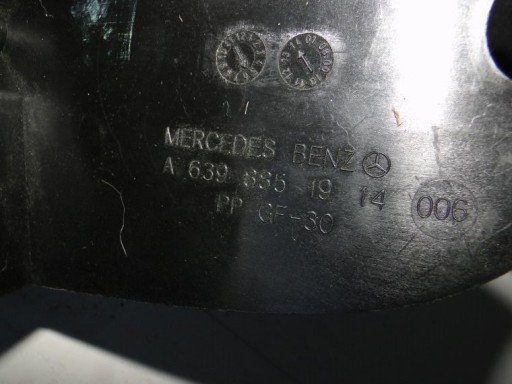 MERCEDES BENZ
A 639 885 19 14
006
PP GF-30